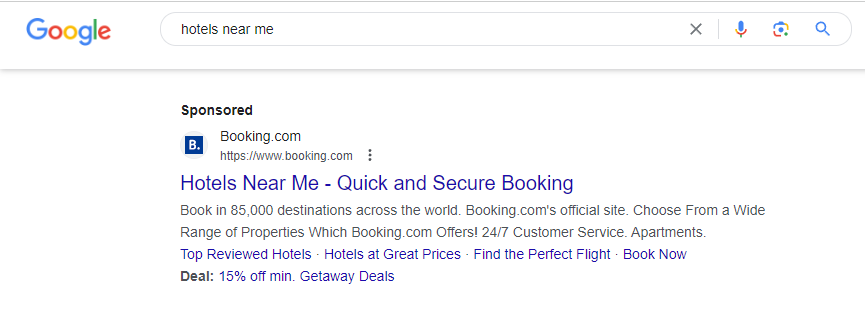 Google
hotels near me
Sponsored
B.
Booking.com
https://www.booking.com
Hotels Near Me - Quick and Secure Booking
Book in 85,000 destinations across the world. Booking.com's official site. Choose From a Wide
Range of Properties Which Booking.com Offers! 24/7 Customer Service. Apartments.
Top Reviewed Hotels · Hotels at Great Prices · Find the Perfect Flight · Book Now
Deal: 15% off min. Getaway Deals